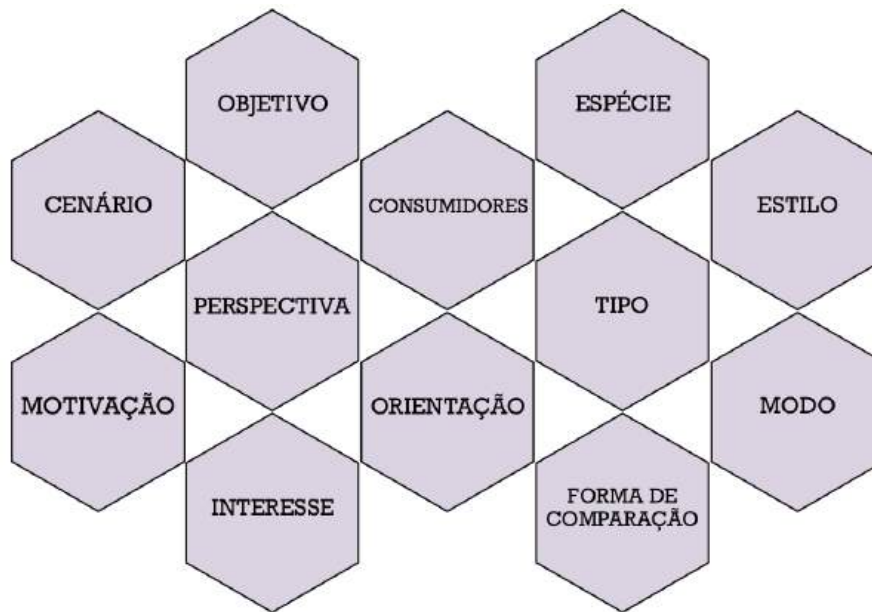 OBJETIVO
ESPÉCIE
CENÁRIO
CONSUMIDORES
ESTILO
PERSPECTIVA
TIPO
MOTIVAÇÃO
ORIENTAÇÃO
MODO
INTERESSE
FORMA DE
COMPARAÇÃO